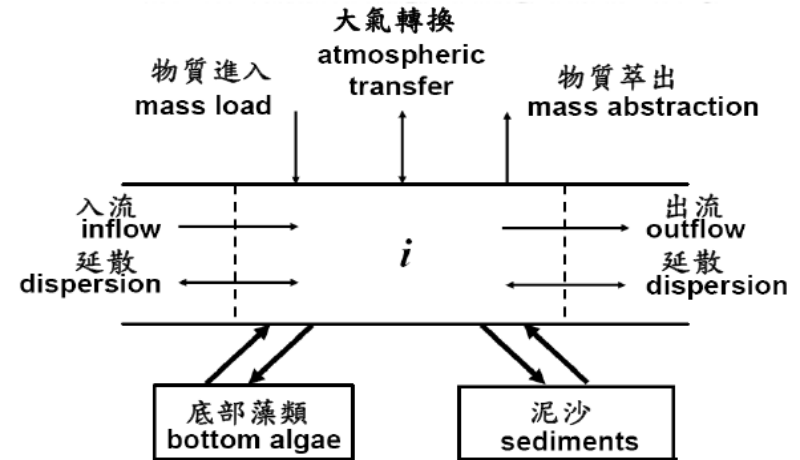 大氣轉換
atmospheric
transfer
物質進入
mass load
物質萃出
mass abstraction
入流
inflow
延散
dispersion
i
出流
outflow
延散
dispersion
底部藻類
bottom algae
泥沙
sediments